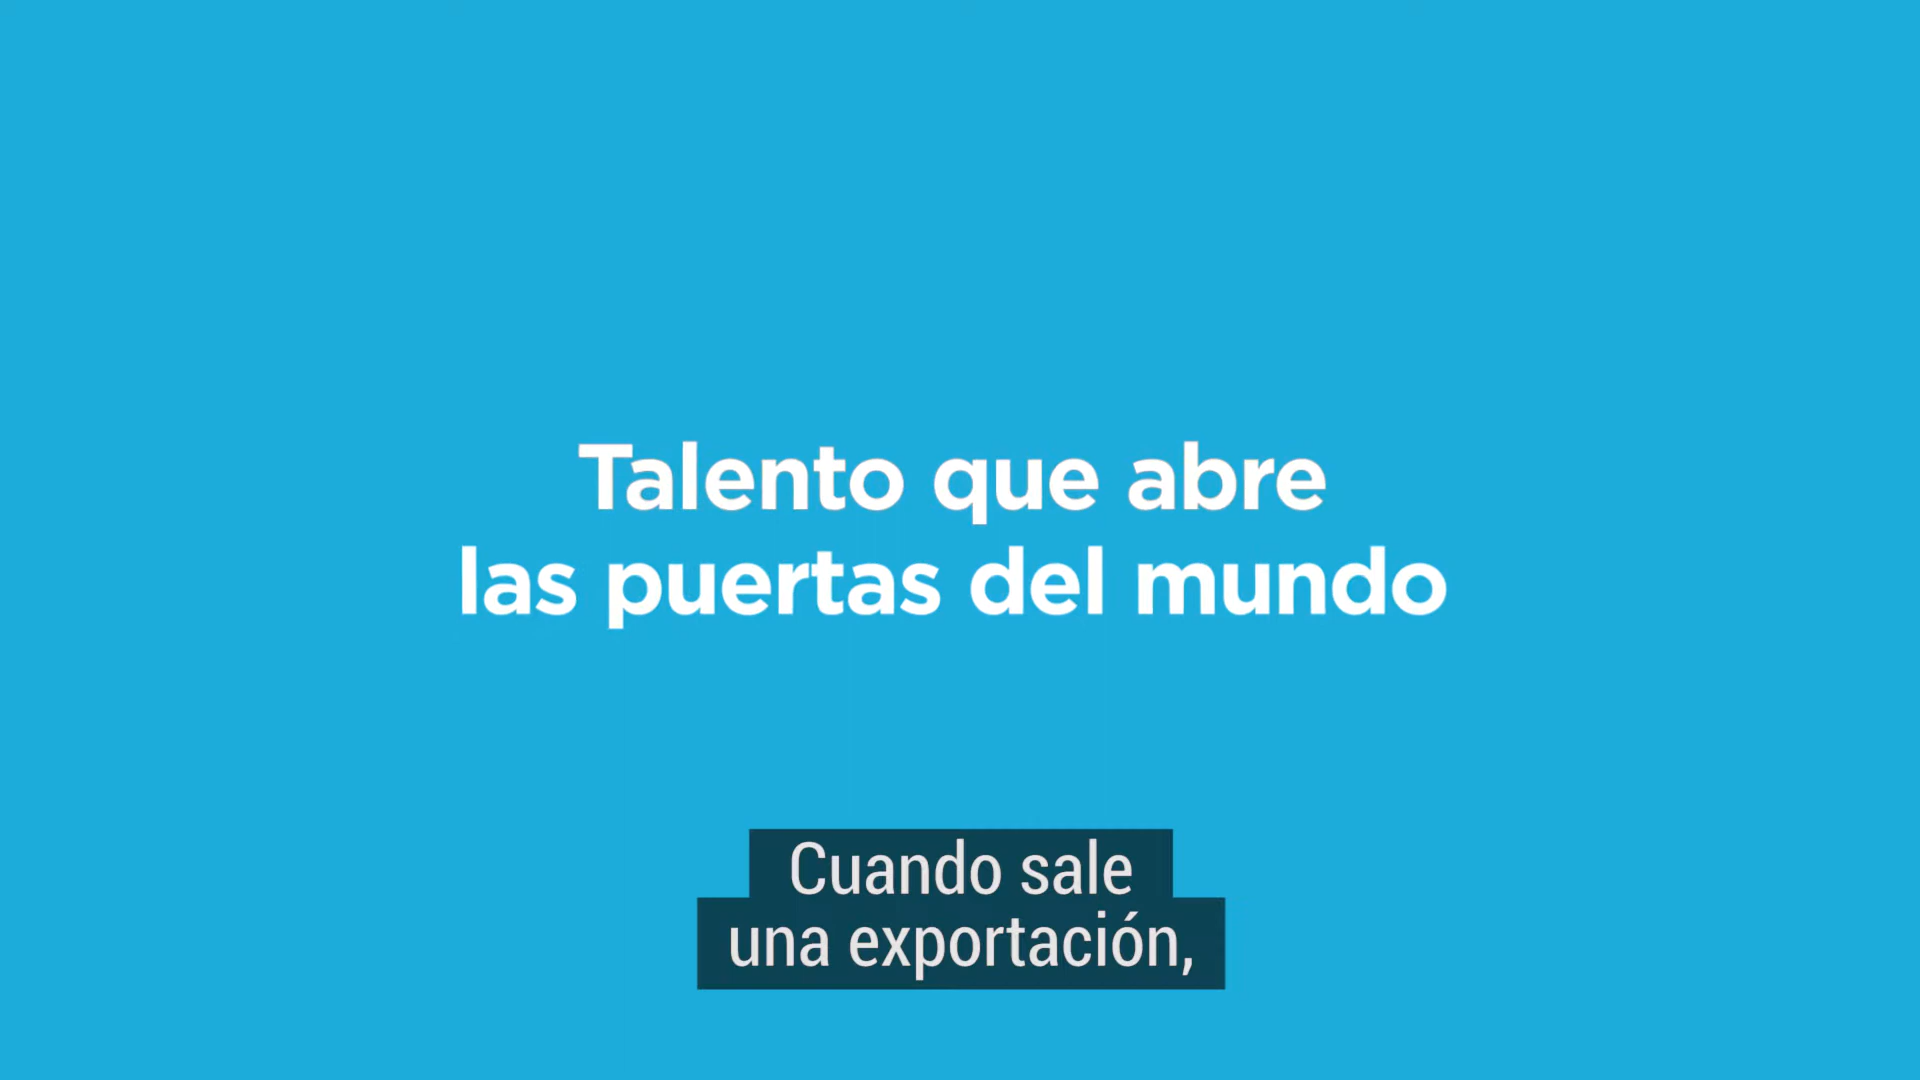 Talento que abre
las puertas del mundo
Cuando sale
una exportación,